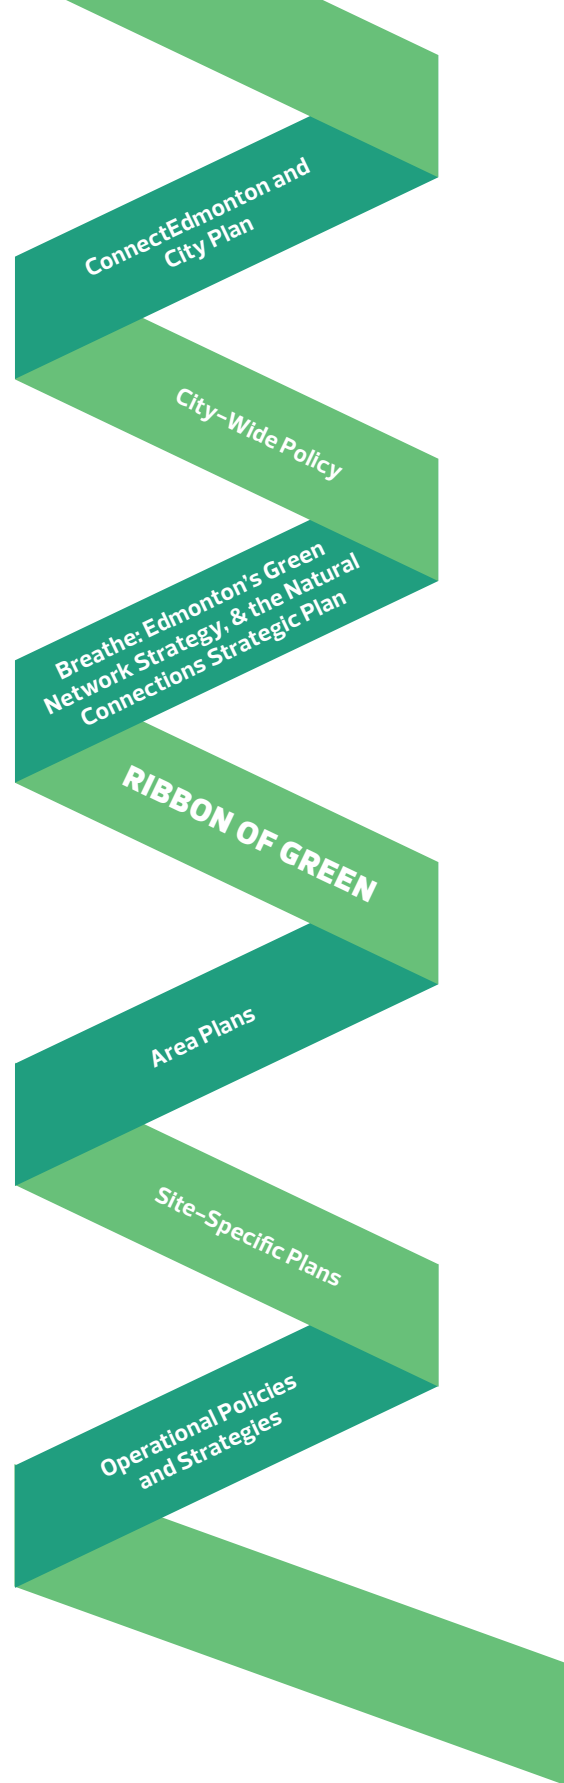 ConnectEdmonton and
City Plan
City-Wide Policy
Breathe: Edmonton's Green
Network Strategy, & the Natural
Connections Strategic Plan
RIBBON OF GREEN
Area Plans
Site-Specific Plans
Operational Policies
and Strategies